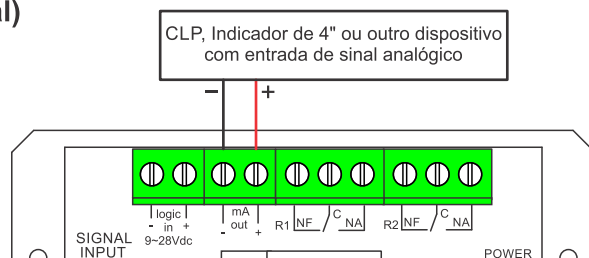 CLP, Indicador de 4" ou outro dispositivo
com entrada de sinal analógico
− +
logic
- in +
9~28Vdc
mA
out
- +
R1 NF C NA
R2 NF C NA
SIGNAL
INPUT
POWER